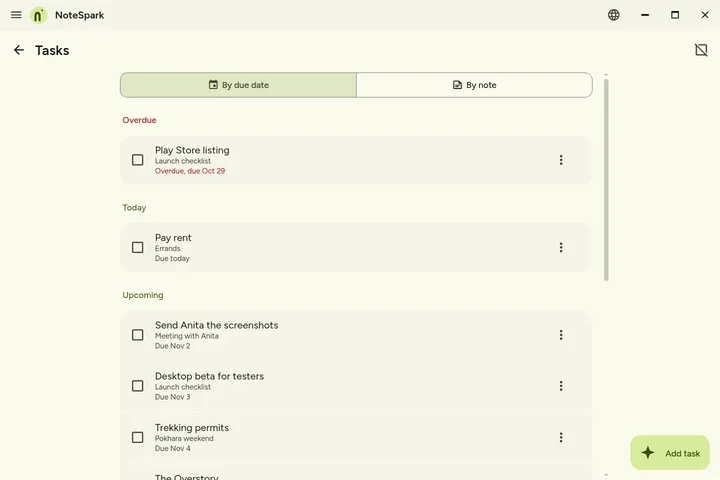 NoteSpark
Tasks
By due date
By note
Overdue
Play Store listing
Launch checklist
Overdue, due Oct 29
Today
Pay rent
Errands
Due today
Upcoming
Send Anita the screenshots
Meeting with Anita
Due Nov 2
Desktop beta for testers
Launch checklist
Due Nov 3
Trekking permits
Pokhara weekend
Due Nov 4
The Overstory
Add task